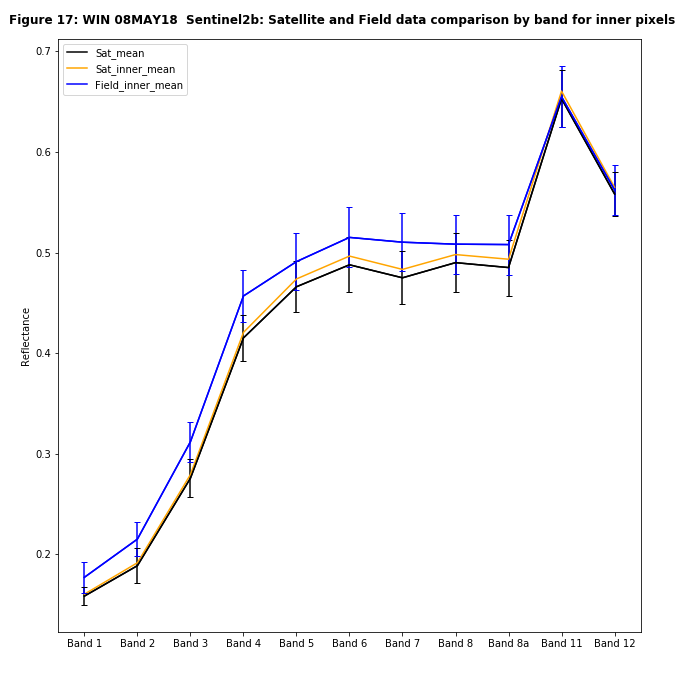 Figure 17: WIN 08MAY18  Sentinel2b: Satellite and Field data comparison by band for inner pixels
0.7
Sat_mean
Sat_inner_mean
Field_inner_mean
0.6
0.5
0.4
0.3
0.2
Reflectance
Band 1 Band 2 Band 3 Band 4 Band 5 Band 6 Band 7 Band 8 Band 8a Band 11 Band 12